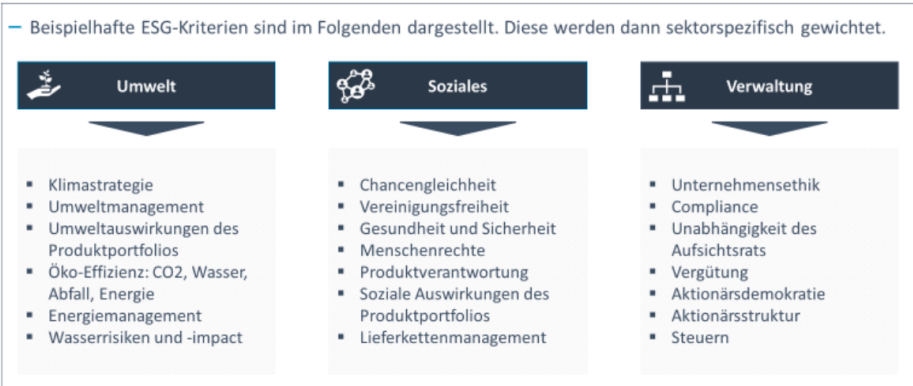 – Beispielhafte ESG-Kriterien sind im Folgenden dargestellt. Diese werden dann sektorspezifisch gewichtet.
Umwelt
▪ Klimastrategie
▪ Umweltmanagement
▪ Umweltauswirkungen des
Produktportfolios
▪ Öko-Effizienz: CO2, Wasser,
Abfall, Energie
▪ Energiemanagement
▪ Wasserrisiken und -impact
Soziales
▪ Chancengleichheit
▪ Vereinigungsfreiheit
▪ Gesundheit und Sicherheit
▪ Menschenrechte
▪ Produktverantwortung
▪ Soziale Auswirkungen des
Produktportfolios
▪ Lieferkettenmanagement
Verwaltung
▪ Unternehmensethik
▪ Compliance
▪ Unabhängigkeit des
Aufsichtsrats
▪ Vergütung
▪ Aktionärsdemokratie
▪ Aktionärsstruktur
▪ Steuern